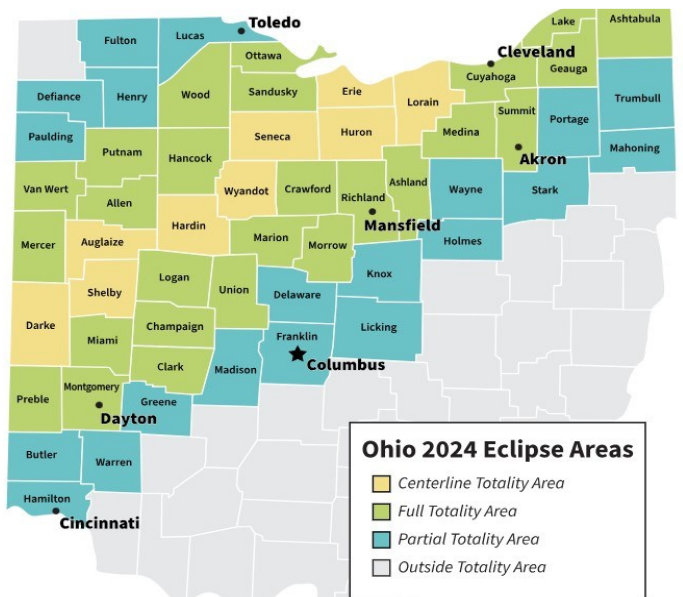 Toledo
Lake
Ashtabula
Fulton
Lucas
Ottawa
Cleveland
Cuyahoga
Geauga
Defiance
Henry
Wood
Sandusky
Erie
Lorain
Trumbull
Paulding
Seneca
Huron
Medina
Summit
Portage
Putnam
Hancock
Akron
Mahoning
Van Wert
Allen
Wyandot
Crawford
Richland
Ashland
Wayne
Stark
Mansfield
Mercer
Auglaize
Hardin
Marion
Morrow
Holmes
Logan
Knox
Shelby
Union
Delaware
Darke
Champaign
Licking
Miami
Franklin
Columbus
Clark
Madison
Preble
Montgomery
Greene
Dayton
Butler
Warren
Hamilton
Cincinnati
Ohio 2024 Eclipse Areas
Centerline Totality Area
Full Totality Area
Partial Totality Area
Outside Totality Area